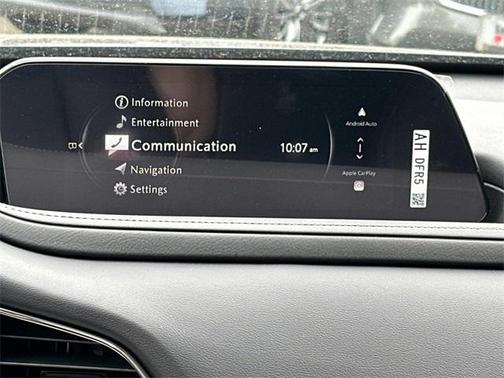 Information
Entertainment
Communication
Navigation
Settings
10:07 am
Android Auto
Apple CarPlay
AH DFR5